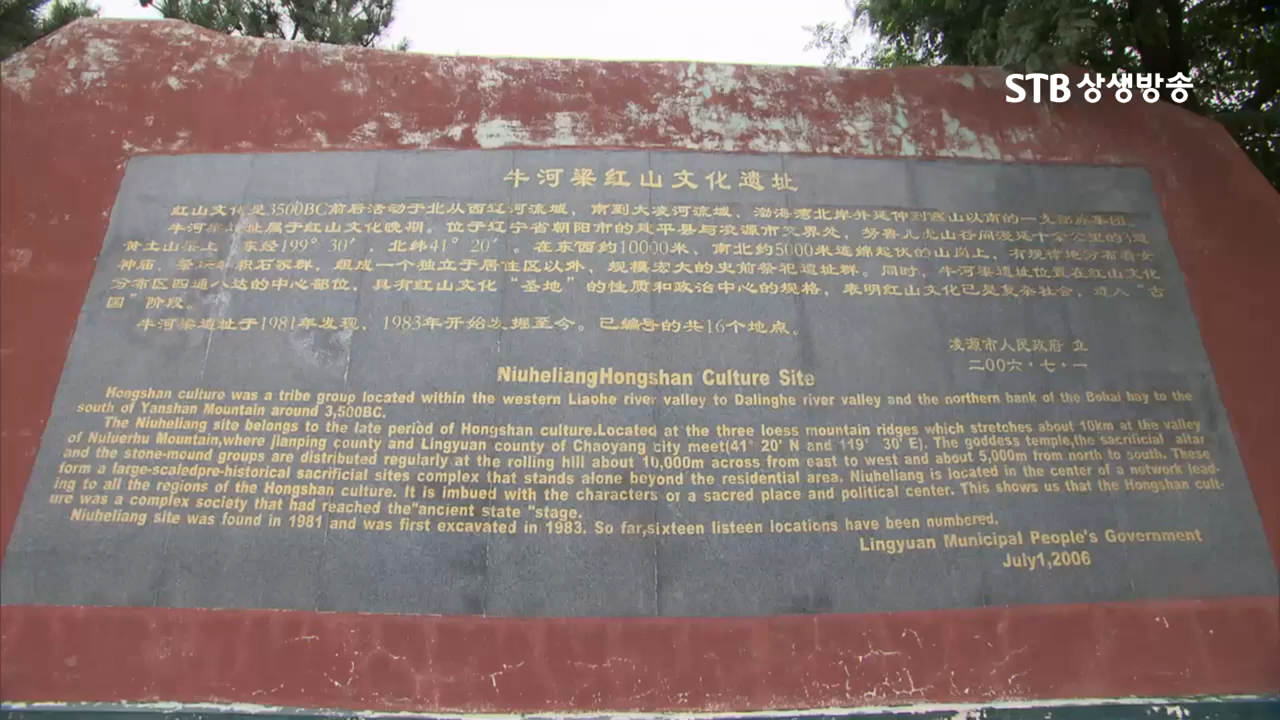 STB 상생방송
牛河梁红山文化遗址
红山文化是3500BC前后活动于北从西辽河流域，南到大凌河流域，渤海湾北岸并延伸到燕山以南的一支部族集团。
牛河梁遗址属于红山文化晚期。位于辽宁省朝阳市的建平县与凌源市交界处，努鲁儿虎山谷间漫延十余公里的3道
黄土山梁上，东经199°30′，北纬41°20′。在东西约10000米、南北约5000米连绵起伏的山岗上，有规律地分布着女
神庙、祭坛和积石冢群，组成一个独立于居住区以外、规模宏大的史前祭祀遗址群。同时，牛河梁遗址位置在红山文化
分布区四通八达的中心部位，具有红山文化“圣地”的性质和政治中心的规格，表明红山文化已是复杂社会，进入“古
国”阶段。
牛河梁遗址于1981年发现，1983年开始发掘至今。已编号的共16个地点。
凌源市人民政府 立
二00六·七·一
NiuheliangHongshan Culture Site
Hongshan culture was a tribe group located within the western Liaohe river valley to Dalinghe river valley and the northern bank of the Bohai bay to the
south of Yanshan Mountain around 3,500BC.
The Niuheliang site belongs to the late period of Hongshan culture.Located at the three loess mountain ridges which stretches about 10km at the valley
of Nuluerhu Mountain,where jianping county and Lingyuan county of Chaoyang city meet(41° 20' N and 119' 30' E). The goddess temple,the sacrificial altar
and the stone-mound groups are distributed regularly at the rolling hill about 10,000m across from east to west and about 5,000m from north to south. These
form a large-scaledpre-historical sacrificial sites complex that stands alone beyond the residential area. Niuheliang is located in the center of a network lead-
ing to all the regions of the Hongshan culture. It is imbued with the characters or a sacred place and political center. This shows us that the Hongshan cult-
ure was a complex society that had reached the"ancient state "stage.
Niuheliang site was found in 1981 and was first excavated in 1983. So far,sixteen listeen locations have been numbered.
Lingyuan Municipal People's Government
July1,2006